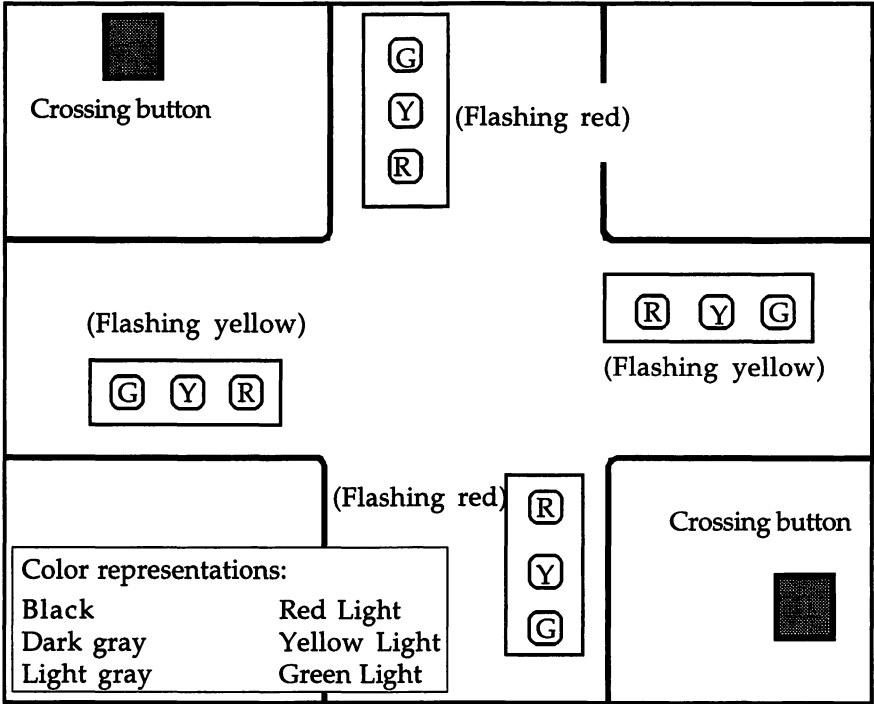 G
Crossing button
Y
(Flashing red)
R
(Flashing yellow)
R Y G
(Flashing yellow)
G Y R
(Flashing red)
R
Crossing button
Y
G
Color representations:
Black Red Light
Dark gray Yellow Light
Light gray Green Light